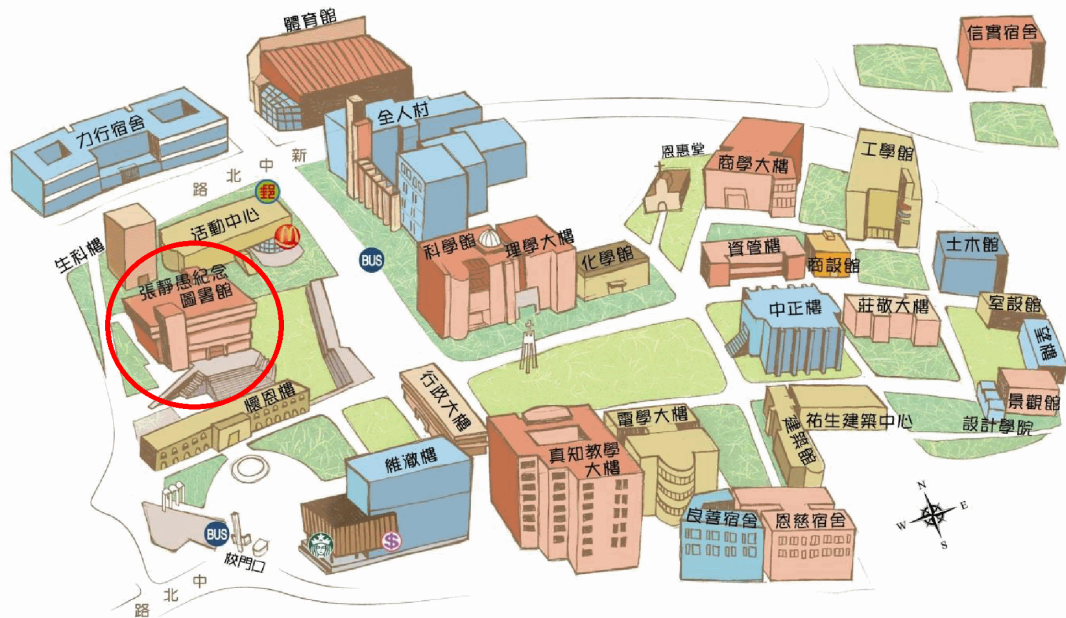 體育館
信實宿舍
全人村
力行宿舍
恩惠堂
商學大樓
工學館
新中北路
郵
活動中心
生科樓
科學館
理學大樓
化學館
BUS
資管樓
商設館
土木館
張靜愚紀念
圖書館
中正樓
莊敬大樓
室設館
行政大樓
懷恩樓
景觀館
設計學院
電學大樓
祐生建築中心
建築館
真知教學
大樓
維澈樓
良善宿舍
恩慈宿舍
N
W
E
S
BUS
$
校門口
中北路